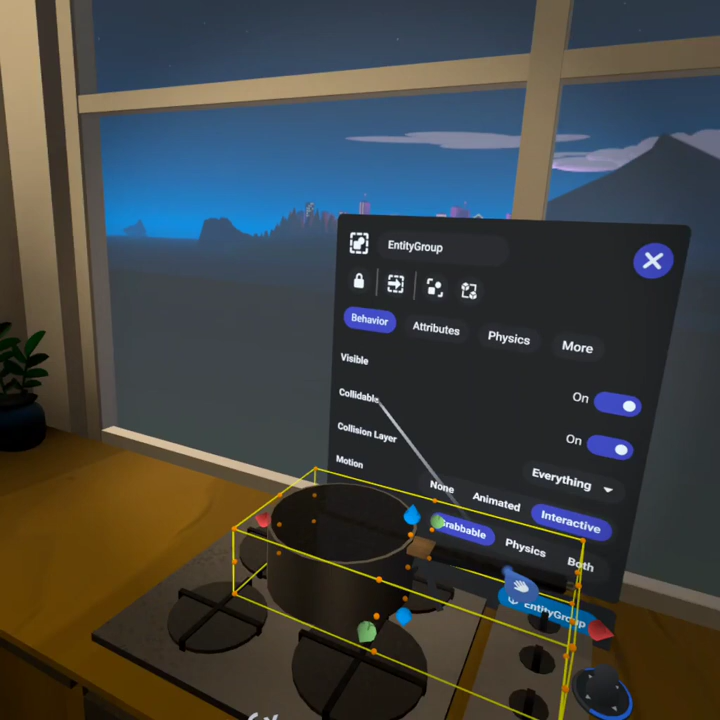 EntityGroup
Behavior
Attributes
Physics
More
Visible
On
Collidable
On
Collision Layer
Everything
Motion
None
Animated
Interactive
Grabbable
Physics
Both
EntityGroup